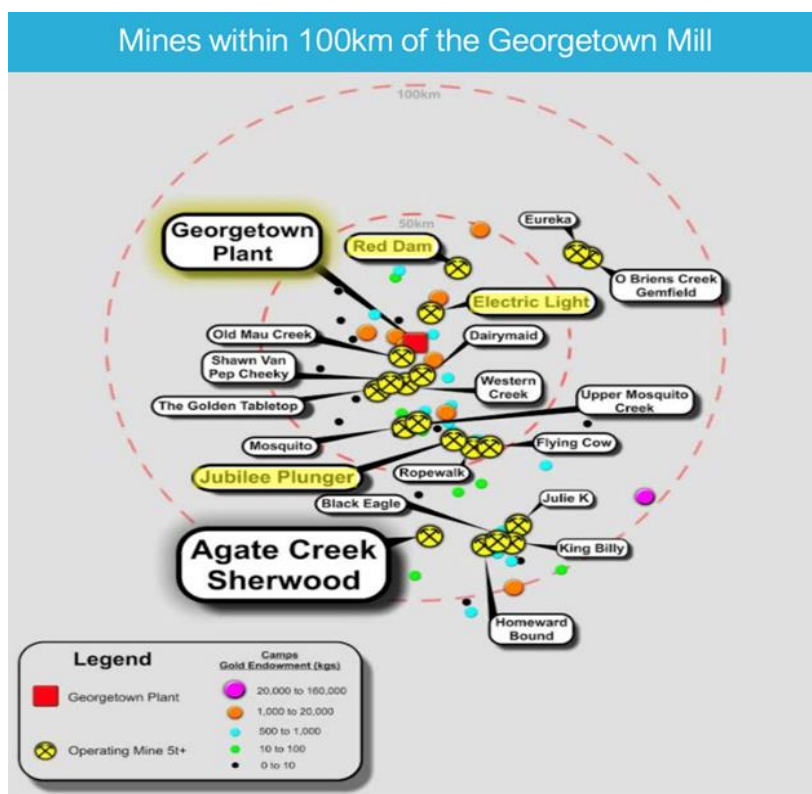 Mines within 100km of the Georgetown Mill
100km
50km
Georgetown
Plant
Red Dam
Eureka
O Briens Creek
Gemfield
Electric Light
Old Mau Creek
Dairymaid
Shawn Van
Pep Cheeky
Western
Creek
Upper Mosquito
Creek
The Golden Tabletop
Mosquito
Flying Cow
Ropewalk
Jubilee Plunger
Black Eagle
Julie K
Agate Creek
Sherwood
King Billy
Homeward
Bound
Legend
Georgetown Plant
Operating Mine 5t+
Camps
Gold Endowment (kgs)
20,000 to 160,000
1,000 to 20,000
500 to 1,000
10 to 100
0 to 10